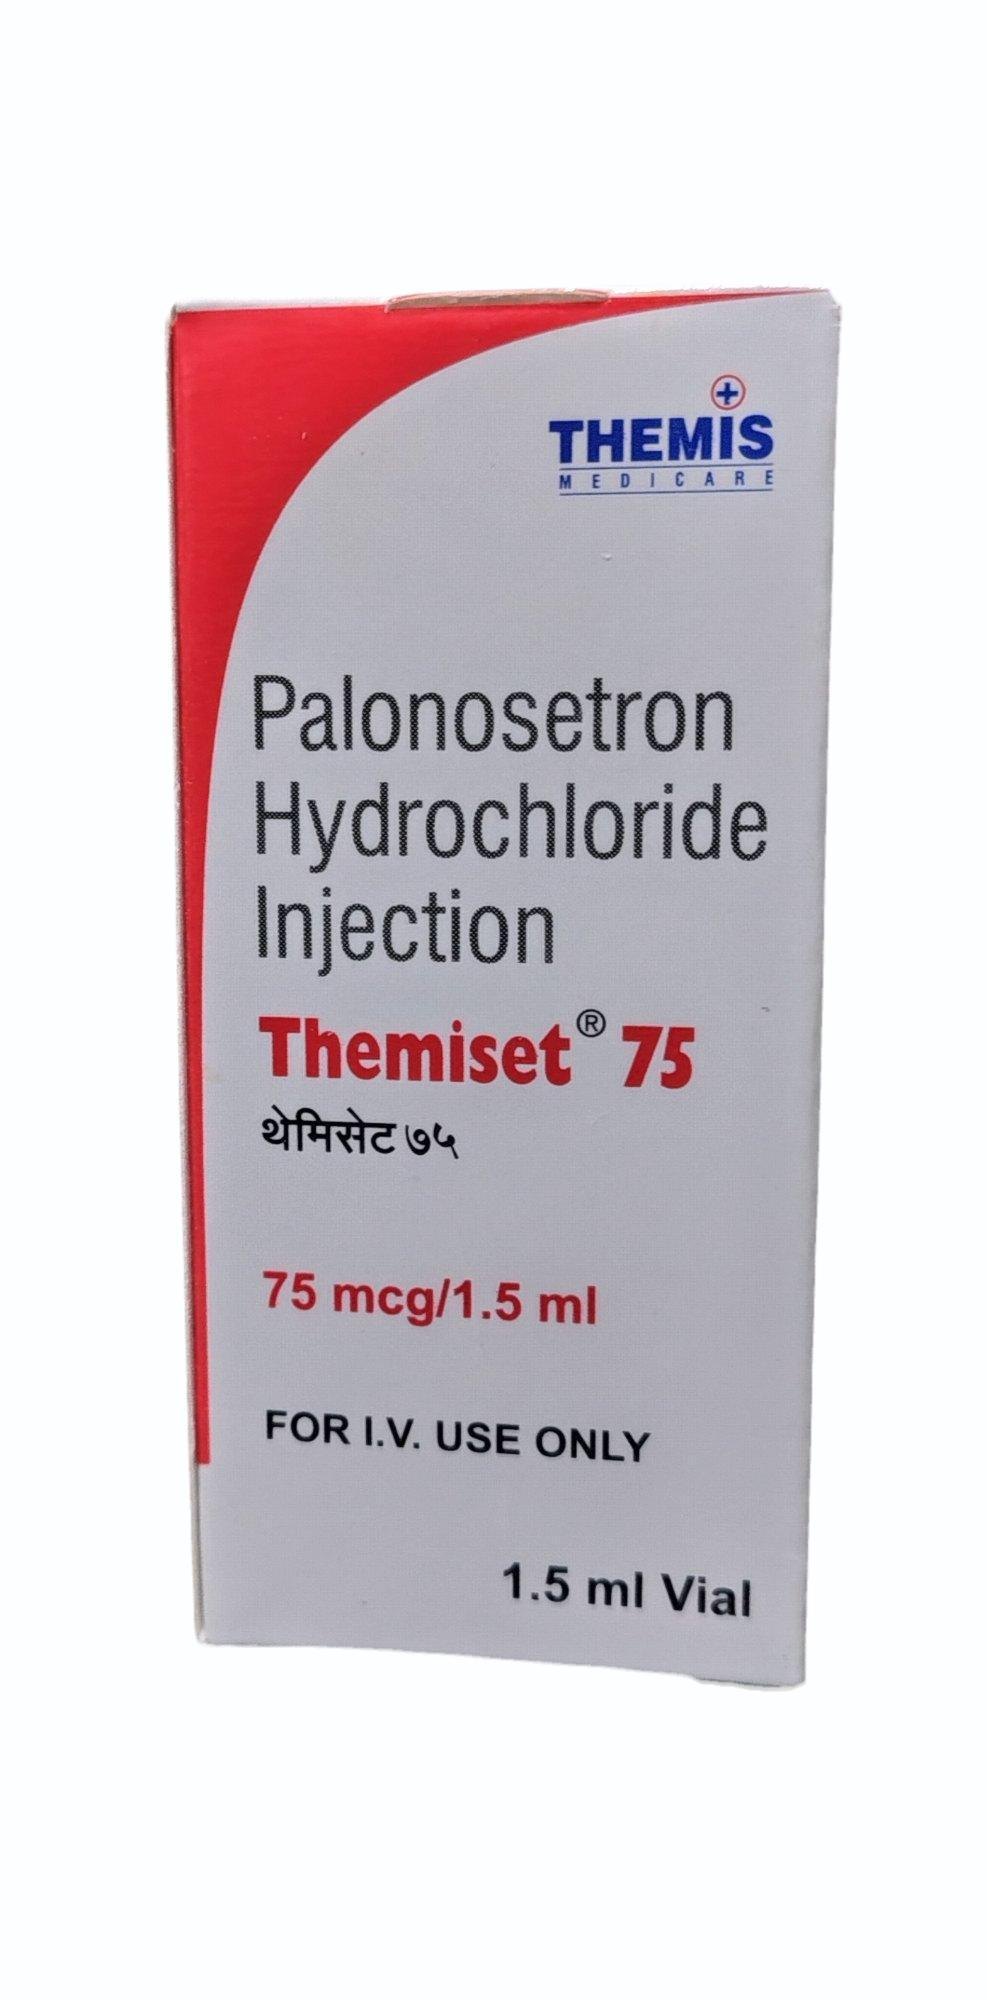 THEMIS
MEDICARE
Palonosetron
Hydrochloride
Injection
Themiset® 75
थेमिसेट ७५
75 mcg/1.5 ml
FOR I.V. USE ONLY
1.5 ml Vial